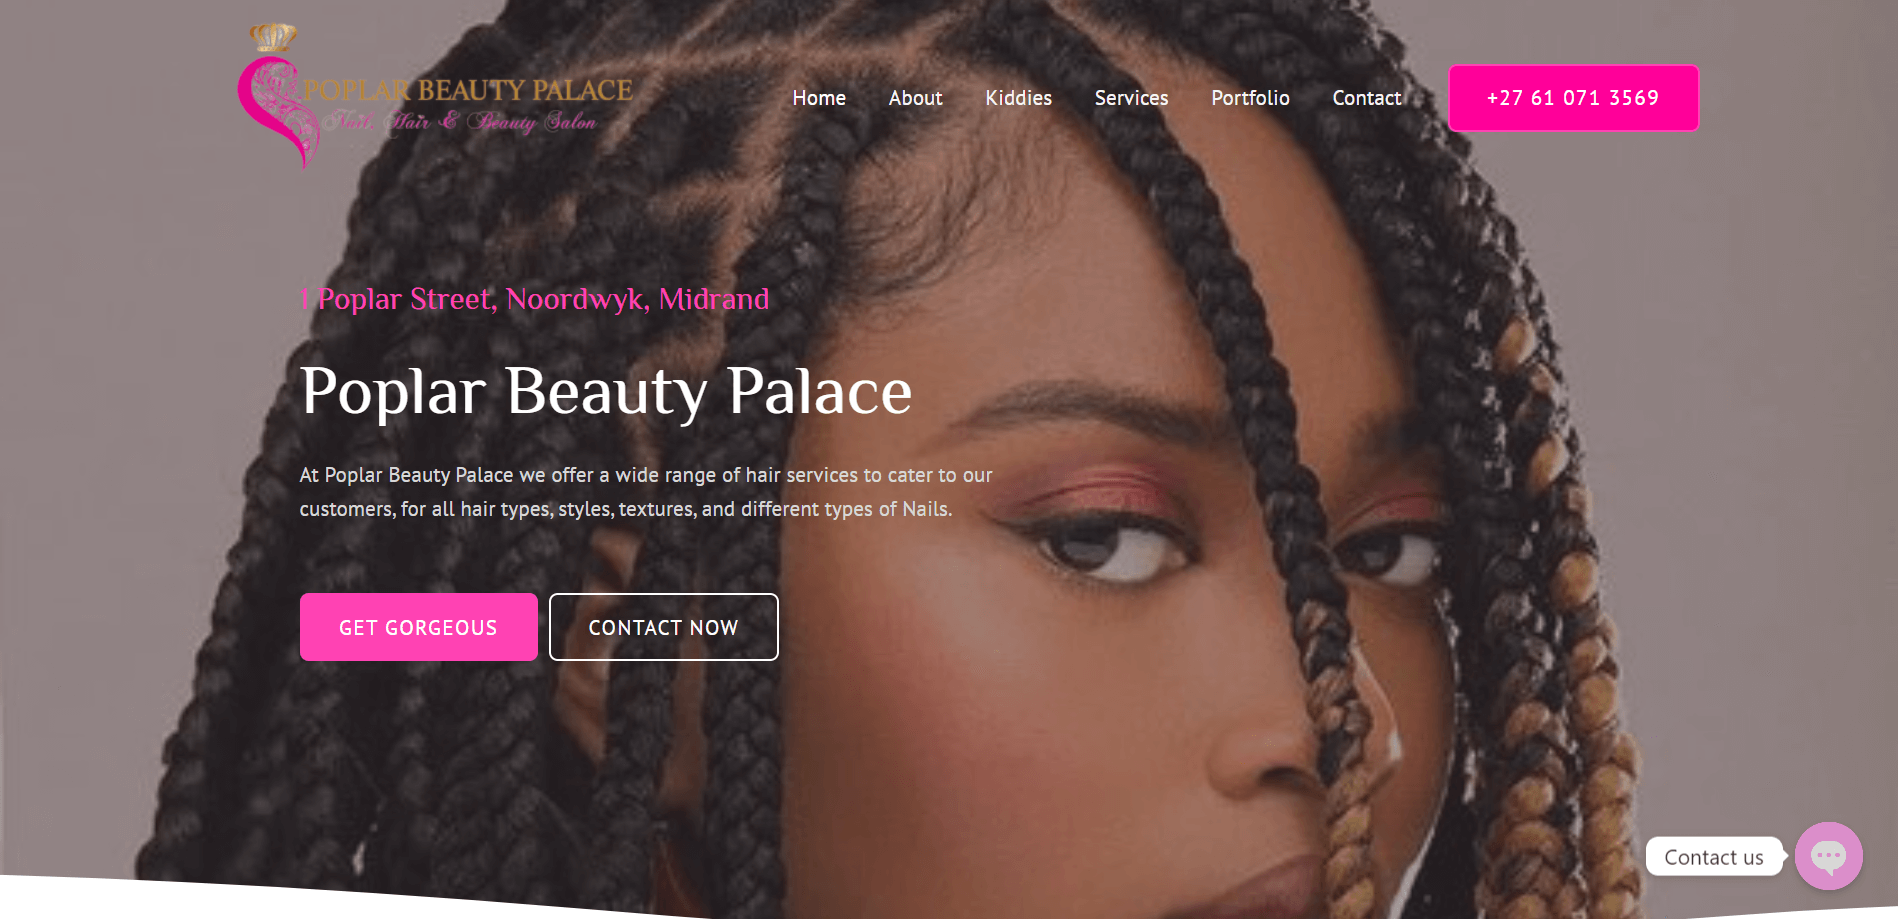 POPLAR BEAUTY PALACE
Nail, Hair & Beauty Salon
Home About Kiddies Services Portfolio Contact +27 61 071 3569
1 Poplar Street, Noordwyk, Midrand
Poplar Beauty Palace
At Poplar Beauty Palace we offer a wide range of hair services to cater to our
customers, for all hair types, styles, textures, and different types of Nails.
GET GORGEOUS CONTACT NOW
Contact us